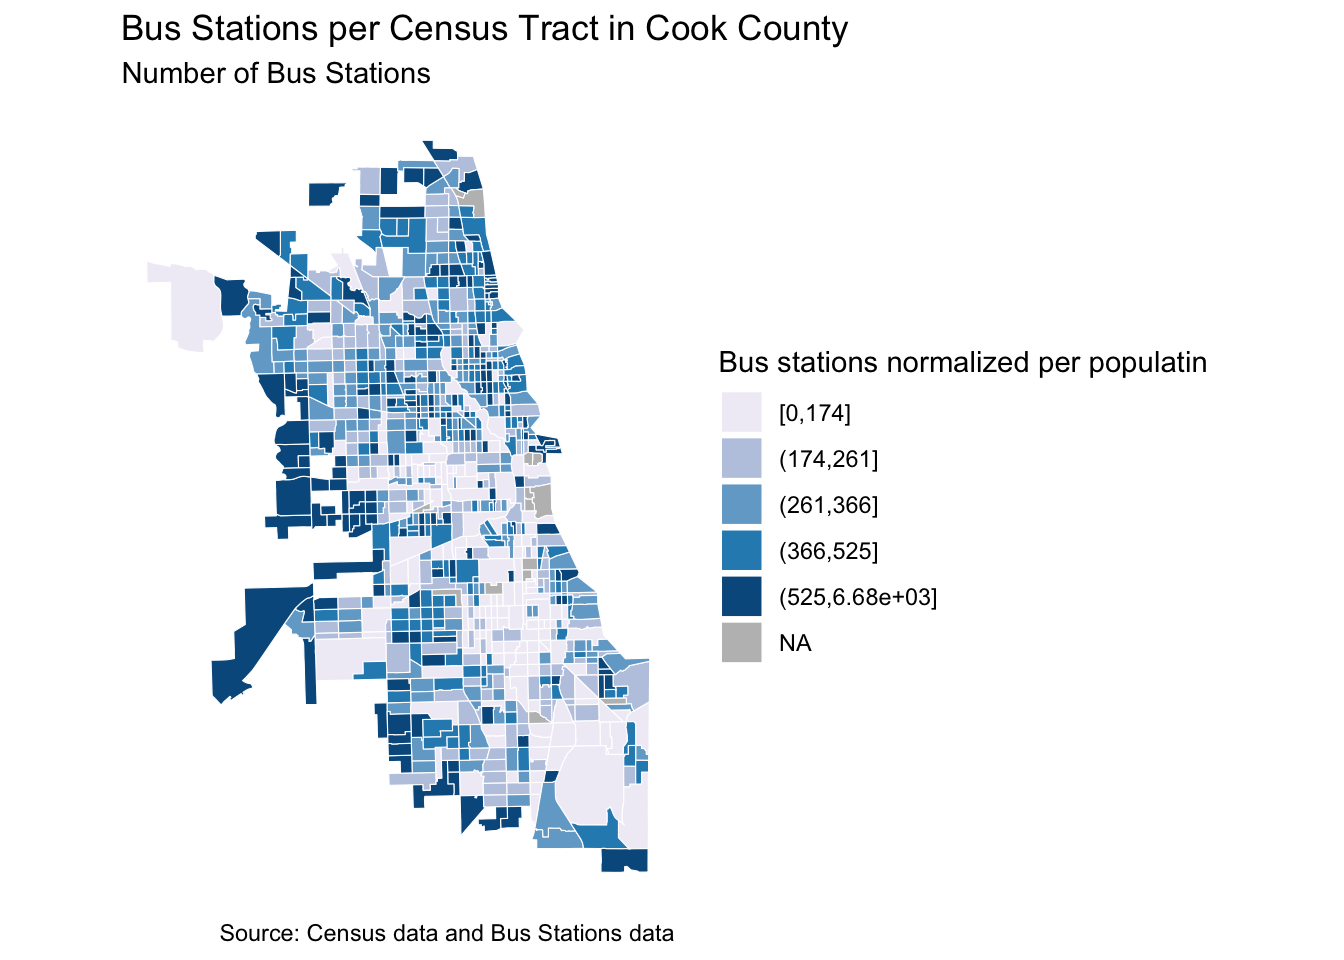 Bus Stations per Census Tract in Cook County
Number of Bus Stations
Bus stations normalized per populatin
[0,174]
(174,261]
(261,366]
(366,525]
(525,6.68e+03]
NA
Source: Census data and Bus Stations data